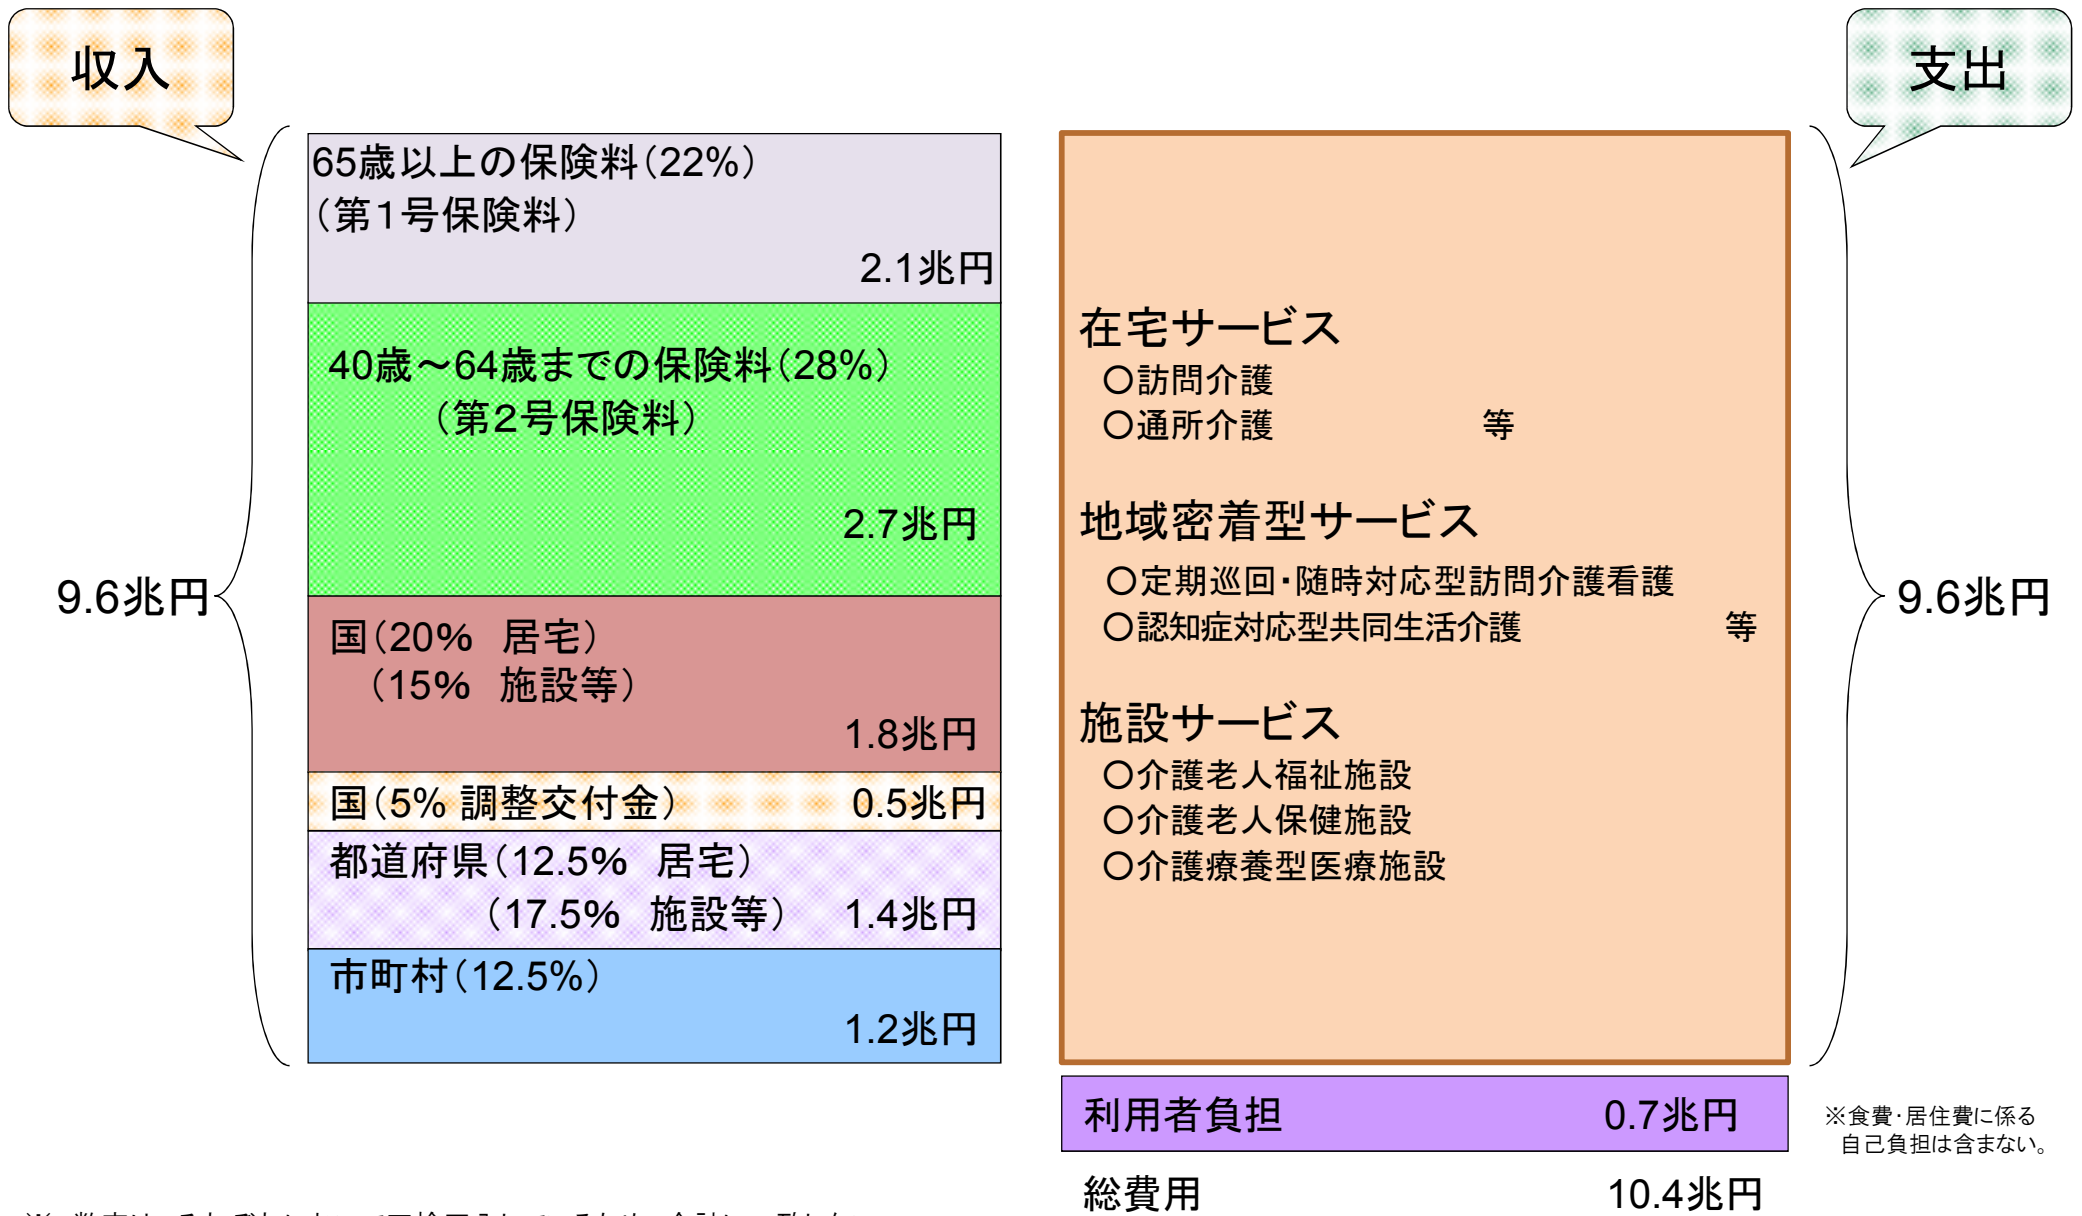 収入
支出
65歳以上の保険料(22%)
(第1号保険料)
2.1兆円
40歳～64歳までの保険料(28%)
(第2号保険料)
2.7兆円
国(20% 居宅)
(15% 施設等)
1.8兆円
国(5% 調整交付金) 0.5兆円
都道府県(12.5% 居宅)
(17.5% 施設等) 1.4兆円
市町村(12.5%)
1.2兆円
9.6兆円
在宅サービス
○訪問介護
○通所介護 等
地域密着型サービス
○定期巡回・随時対応型訪問介護看護
○認知症対応型共同生活介護 等
施設サービス
○介護老人福祉施設
○介護老人保健施設
○介護療養型医療施設
9.6兆円
利用者負担 0.7兆円
※食費・居住費に係る
自己負担は含まない。
総費用 10.4兆円